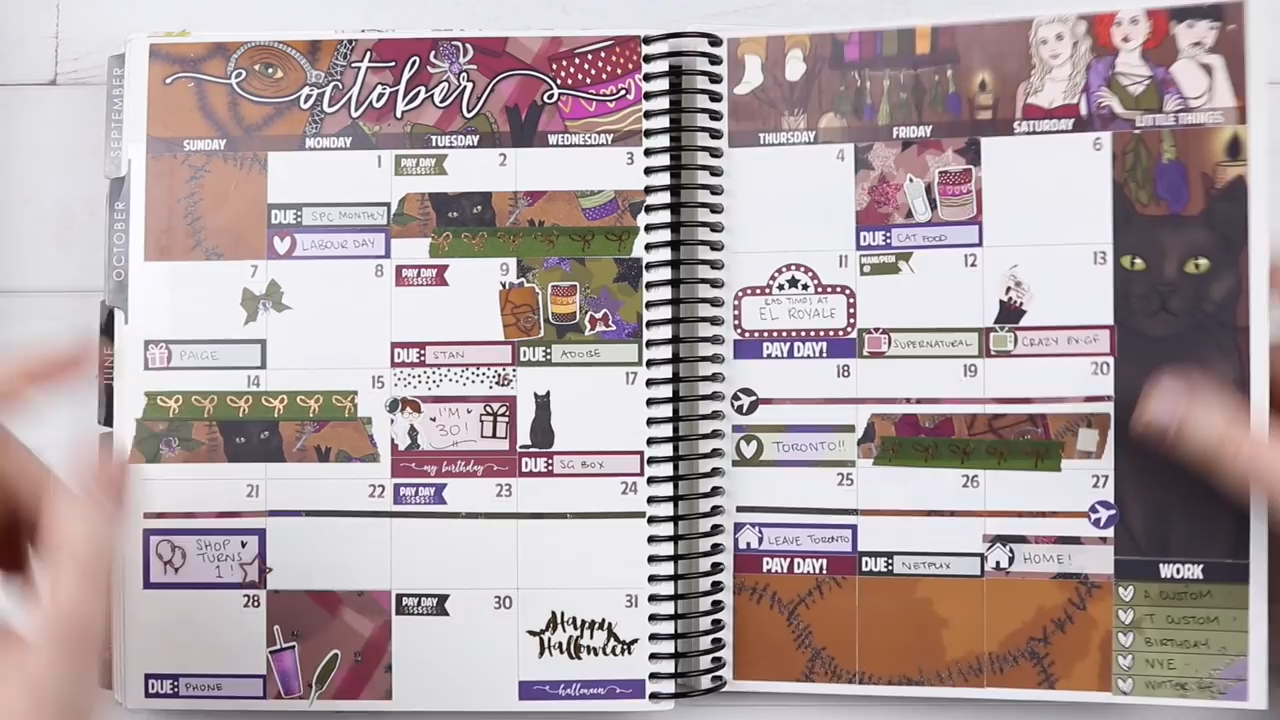 SEPTEMBER
OCTOBER
JUNE
october
SUNDAY MONDAY TUESDAY WEDNESDAY
THURSDAY FRIDAY SATURDAY LITTLE THINGS
1
DUE: SPC MONTHLY
LABOUR DAY
PAY DAY 2
$$$$$$$
3
4
DUE: CAT FOOD
6
7
PAIGE
8
PAY DAY 9
$$$$$$$
DUE: STAN
DUE: ADOBE
11
BAD TIMES AT
EL ROYALE
PAY DAY!
MANI/PEDI 12
SUPERNATURAL
13
CRAZY EX-GF
14
15
16
I'M
30!
my birthday
17
DUE: SQ BOX
18
TORONTO!!
19
20
21
SHOP
TURNS
1!
22
PAY DAY 23
$$$$$$$
24
25
LEAVE TORONTO
PAY DAY!
26
DUE: NETFLIX
27
HOME!
28
DUE: PHONE
PAY DAY 30
$$$$$$$
31
Happy
Halloween
halloween
WORK
A CUSTOM
T CUSTOM
BIRTHDAY
NYE
WINTER